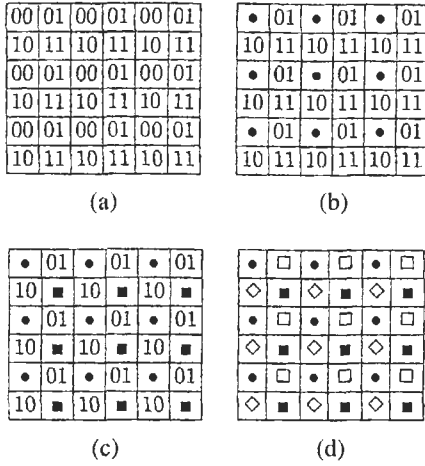 00 01 00 01 00 01
10 11 10 11 10 11
00 01 00 01 00 01
10 11 10 11 10 11
00 01 00 01 00 01
10 11 10 11 10 11
(a)
● 01 ● 01 ● 01
10 11 10 11 10 11
● 01 ■ 01 ● 01
10 11 10 11 10 11
● 01 ● 01 ● 01
10 11 10 11 10 11
(b)
● 01 ● 01 ● 01
10 ■ 10 ■ 10 ■
● 01 ● 01 ● 01
10 ■ 10 ■ 10 ■
● 01 ● 01 ● 01
10 ■ 10 ■ 10 ■
(c)
● □ ● □ ● □
◇ ■ ◇ ■ ◇ ■
● □ ● □ ● □
◇ ■ ◇ ■ ◇ ■
● □ ● □ ● □
◇ ■ ◇ ■ ◇ ■
(d)